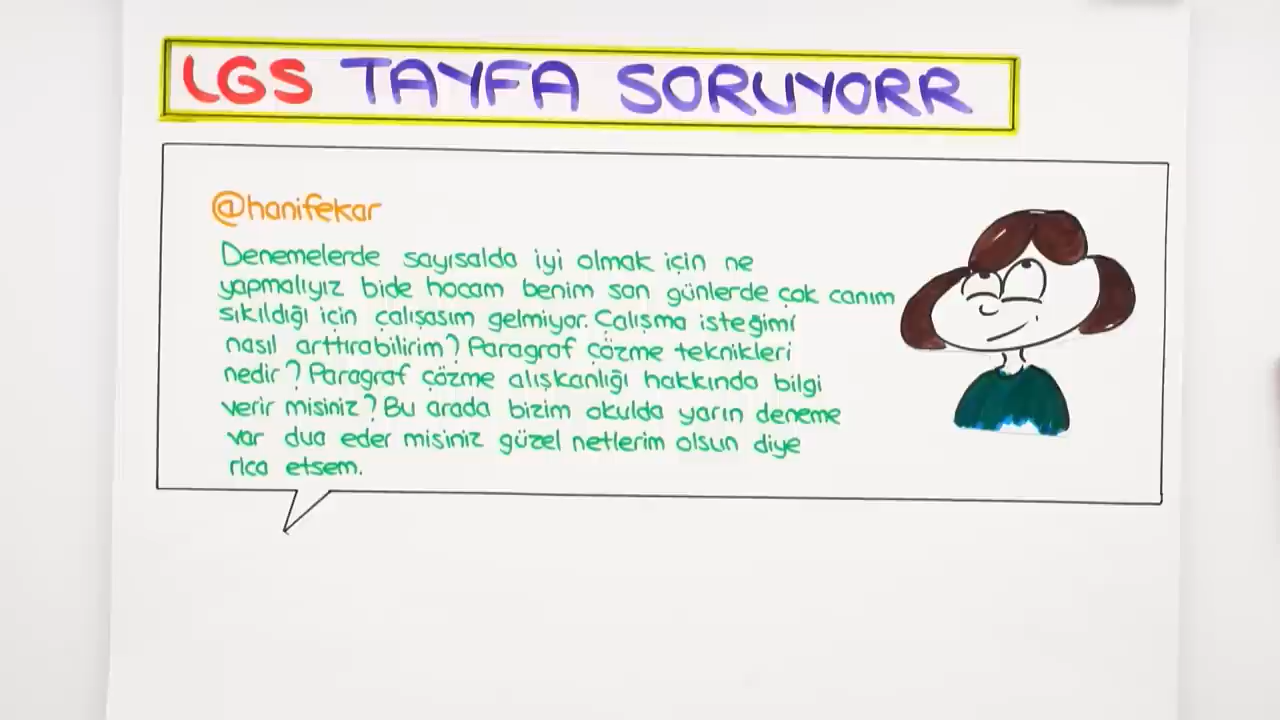 LGS TAYFA SORUYORR
@hanifekar
Denemelerde sayısalda iyi olmak için ne
yapmalıyız bide hocam benim son günlerde çok canım
sıkıldığı için çalışasım gelmiyor. Çalışma isteğimi
nasıl arttırabilirim? Paragraf çözme teknikleri
nedir? Paragraf çözme alışkanlığı hakkında bilgi
verir misiniz? Bu arada bizim okulda yarın deneme
var dua eder misiniz güzel netlerim olsun diye
rica etsem.